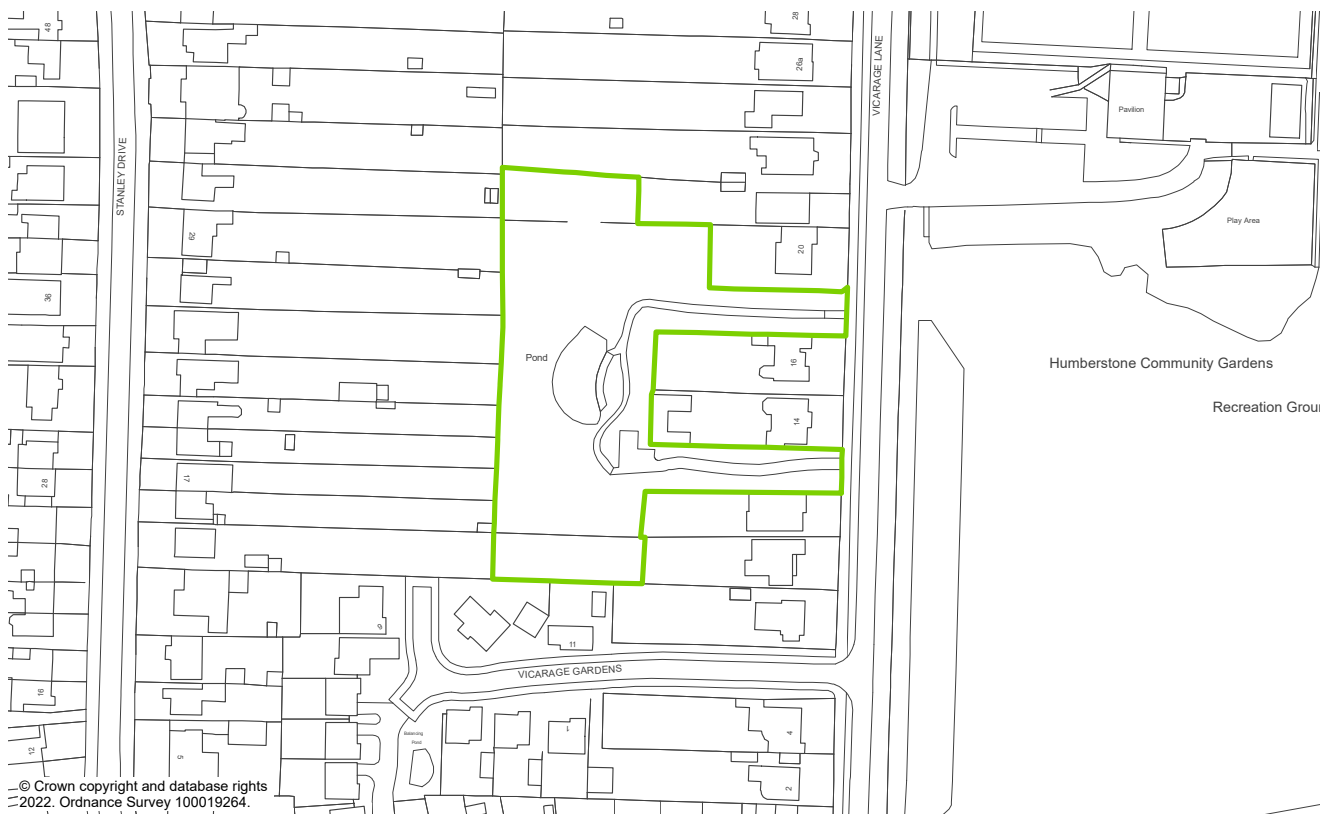 48
28
26a
VICARAGE LANE
Pavilion
STANLEY DRIVE
Play Area
29
20
36
Pond
16
Humberstone Community Gardens
Recreation Grou
14
17
28
9
11
VICARAGE GARDENS
16
1
4
12
5
Balancing
Pond
2
© Crown copyright and database rights
2022. Ordnance Survey 100019264.